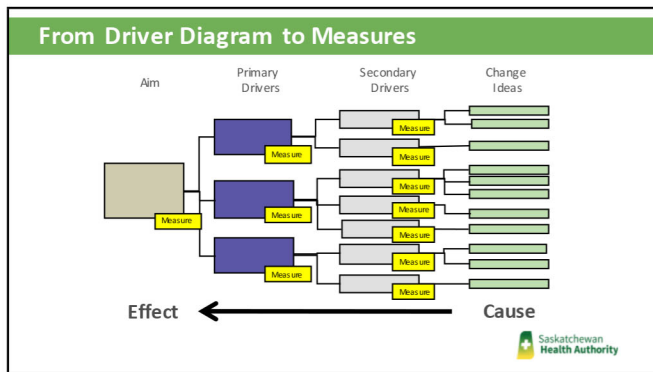 From Driver Diagram to Measures
Aim
Primary
Drivers
Secondary
Drivers
Change
Ideas
Measure
Measure
Measure
Measure
Measure
Measure
Measure
Measure
Measure
Measure
Measure
Effect
Cause
Saskatchewan
Health Authority